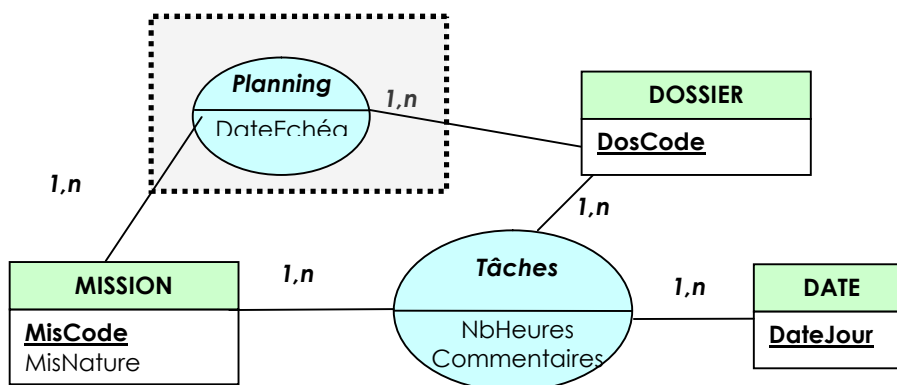 Planning
DateEchéa
1,n
DOSSIER
DosCode
1,n
1,n
MISSION
MisCode
MisNature
1,n
Tâches
NbHeures
Commentaires
1,n
DATE
DateJour